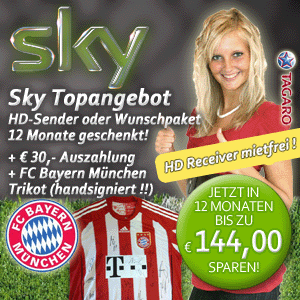 sky
TAGARO
Sky Topangebot
HD-Sender oder Wunschpaket
12 Monate geschenkt!
+ € 30,- Auszahlung
+ FC Bayern München
Trikot (handsigniert !!)
HD Receiver mietfrei !
FC BAYERN
MÜNCHEN
JETZT IN
12 MONATEN
BIS ZU
€ 144,00
SPAREN!